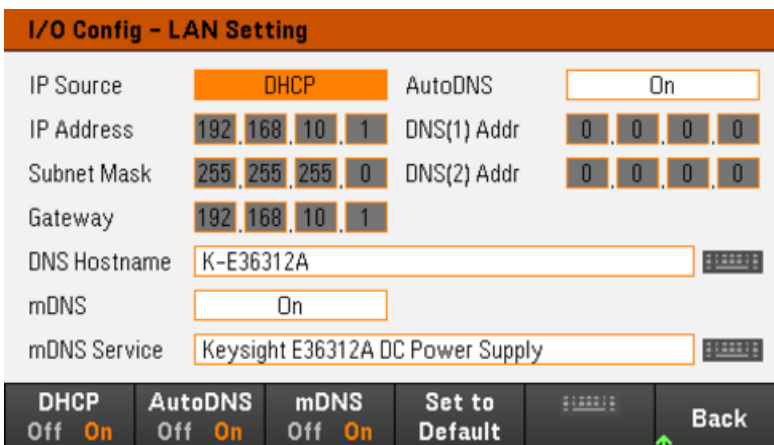 I/O Config – LAN Setting
IP Source DHCP AutoDNS On
IP Address 192.168.10.1 DNS(1) Addr 0.0.0.0
Subnet Mask 255.255.255.0 DNS(2) Addr 0.0.0.0
Gateway 192.168.10.1
DNS Hostname K-E36312A
mDNS On
mDNS Service Keysight E36312A DC Power Supply
DHCP AutoDNS mDNS Set to
Off On Off On Off On Default Back